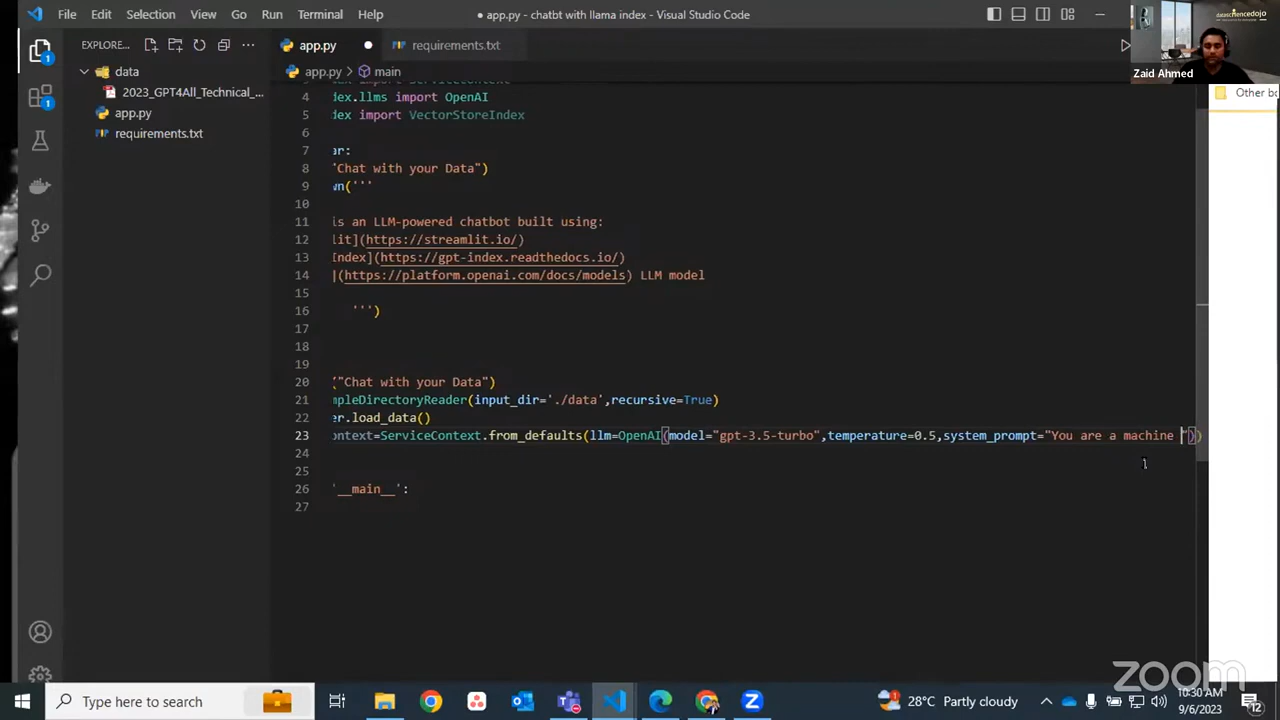 File Edit Selection View Go Run Terminal Help
app.py - chatbt with llama index - Visual Studio Code
datasciencedojo
Zaid Ahmed
EXPLORE...
app.py
requirements.txt
app.py > main
Other bo
data
2023_GPT4All_Technical_...
app.py
requirements.txt
1
1
4 dex.llms import OpenAI
5 dex import VectorStoreIndex
6
7 ar:
8 "Chat with your Data")
9 wn('''
10
11 is an LLM-powered chatbot built using:
12 lit](https://streamlit.io/)
13 Index](https://gpt-index.readthedocs.io/)
14 ](https://platform.openai.com/docs/models) LLM model
15
16 ''')
17
18
19
20 ("Chat with your Data")
21 mpleDirectoryReader(input_dir='./data',recursive=True)
22 er.load_data()
23 ontext=ServiceContext.from_defaults(llm=OpenAI(model="gpt-3.5-turbo",temperature=0.5,system_prompt="You are a machine "))
24
25
26 '__main__':
27
zoom
Type here to search
28°C Partly cloudy
10:30 AM
9/6/2023
12